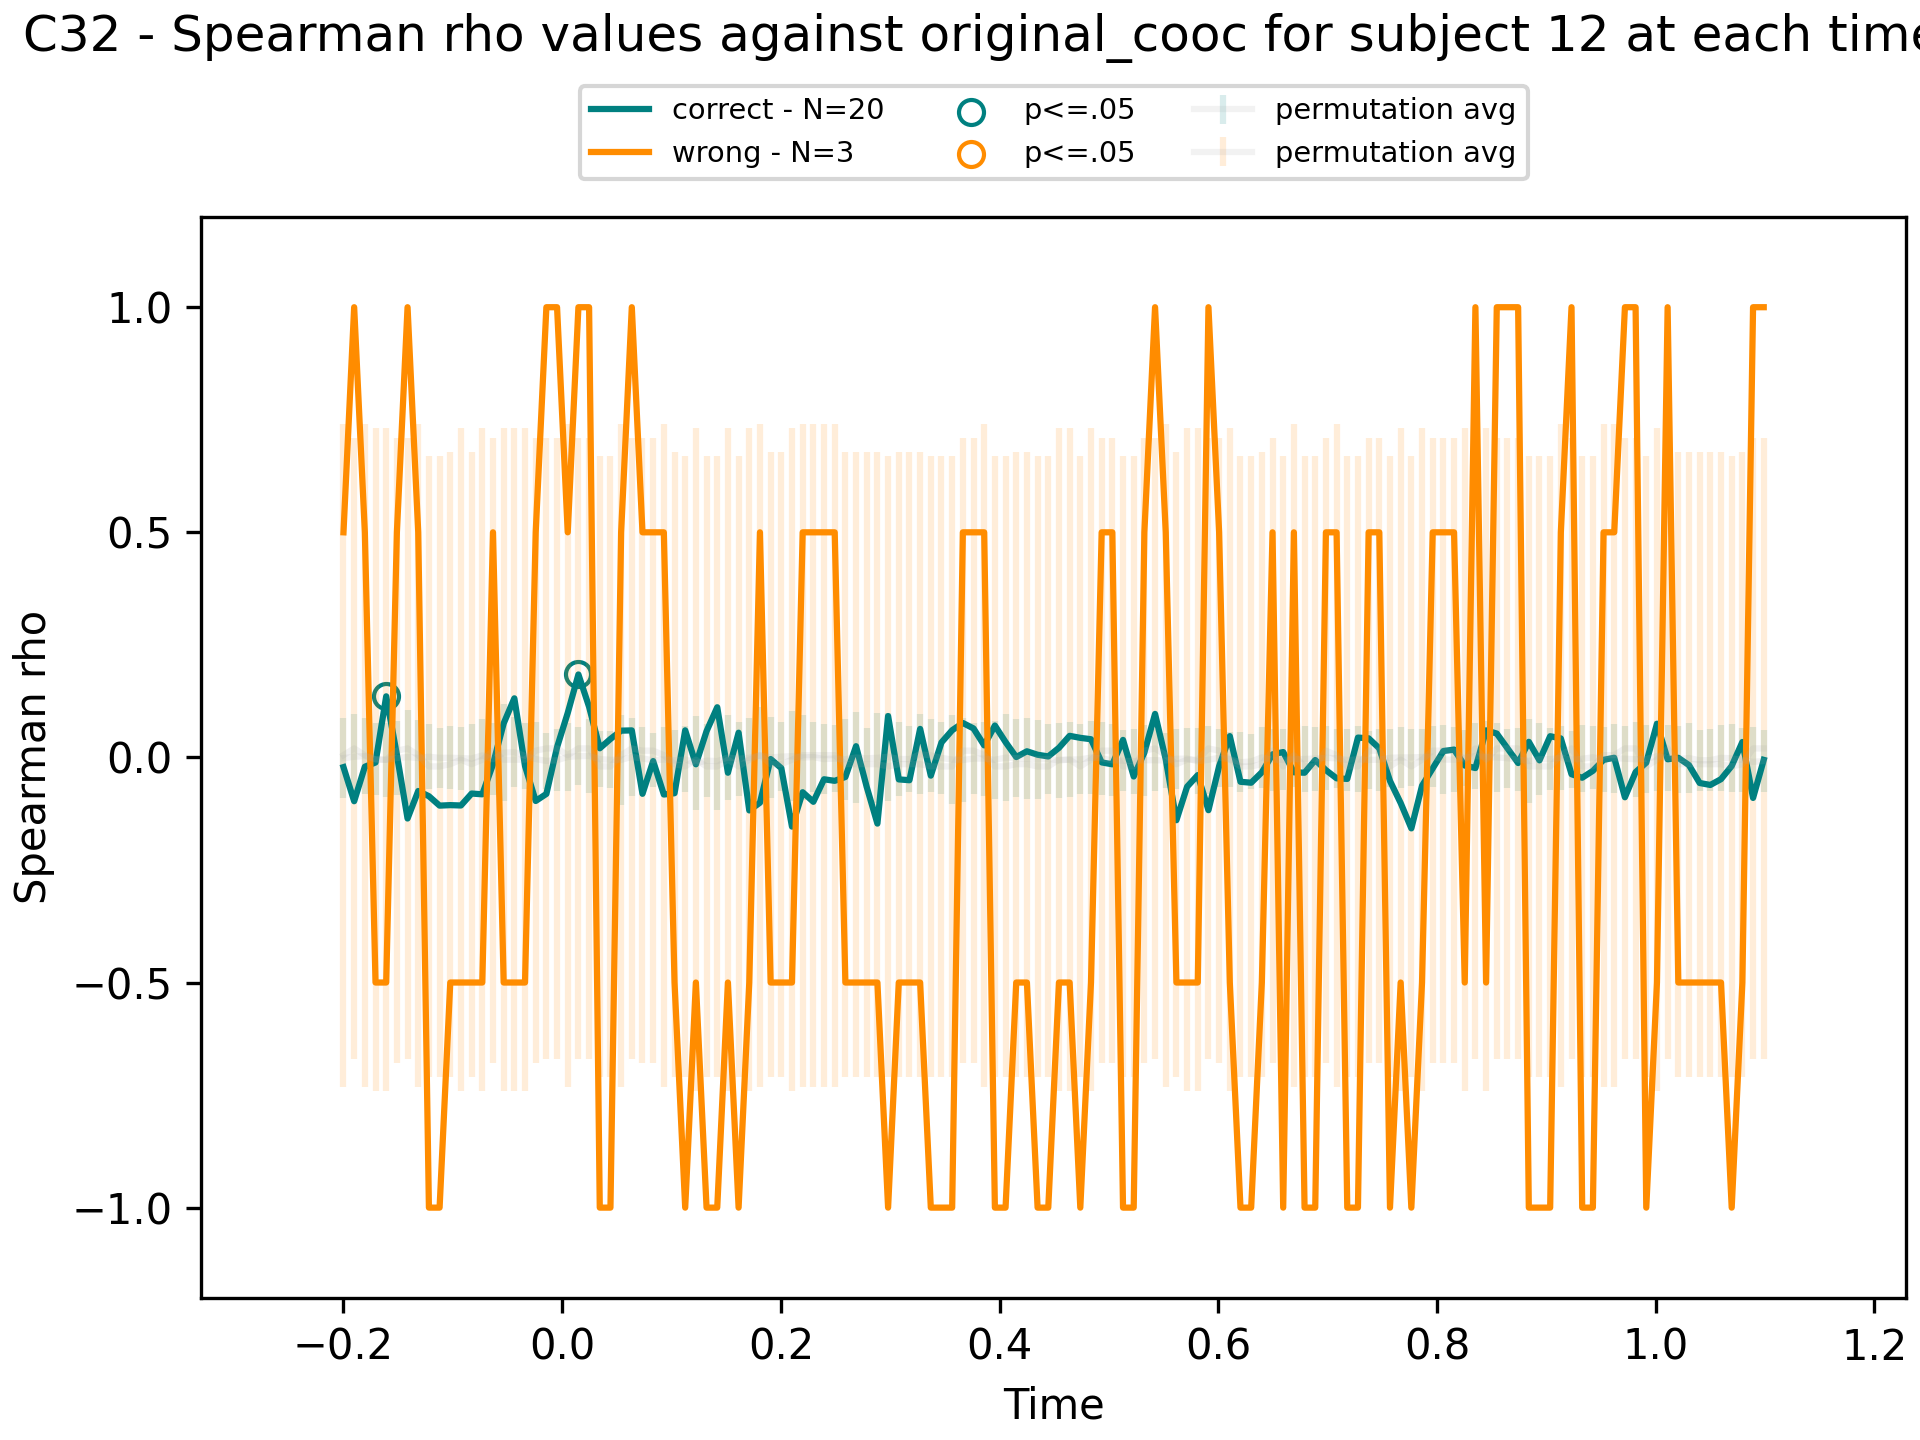 C32 - Spearman rho values against original_cooc for subject 12 at each time
correct - N=20 p<=.05 permutation avg
wrong - N=3 p<=.05 permutation avg
Spearman rho
1.0
0.5
0.0
−0.5
−1.0
−0.2 0.0 0.2 0.4 0.6 0.8 1.0 1.2
Time